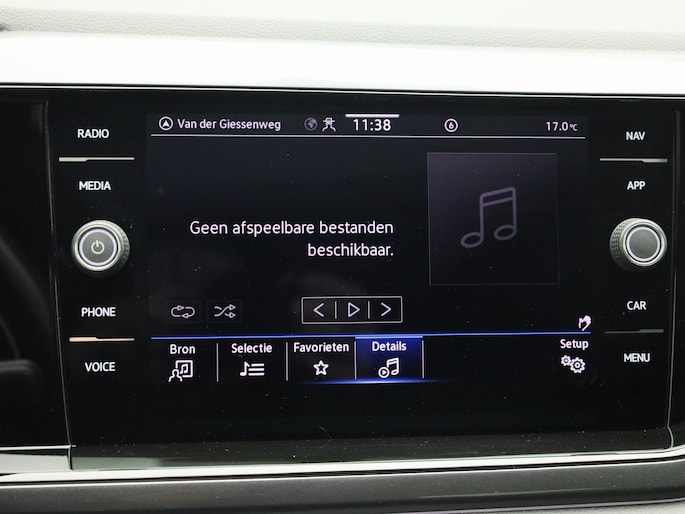 RADIO
MEDIA
PHONE
VOICE
Van der Giessenweg 11:38 6 17.0°C
Geen afspeelbare bestanden
beschikbaar.
Bron Selectie Favorieten Details Setup
NAV
APP
CAR
MENU